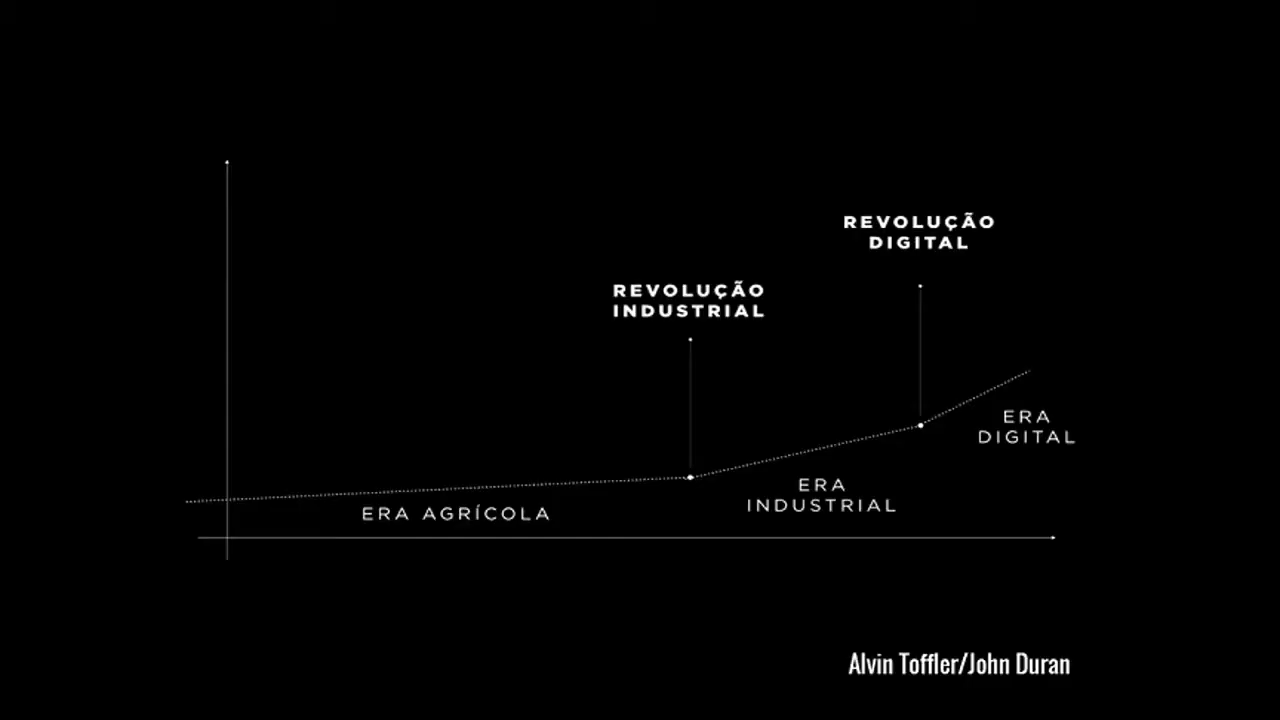 REVOLUÇÃO
DIGITAL
REVOLUÇÃO
INDUSTRIAL
ERA
DIGITAL
ERA
INDUSTRIAL
ERA AGRÍCOLA
Alvin Toffler/John Duran